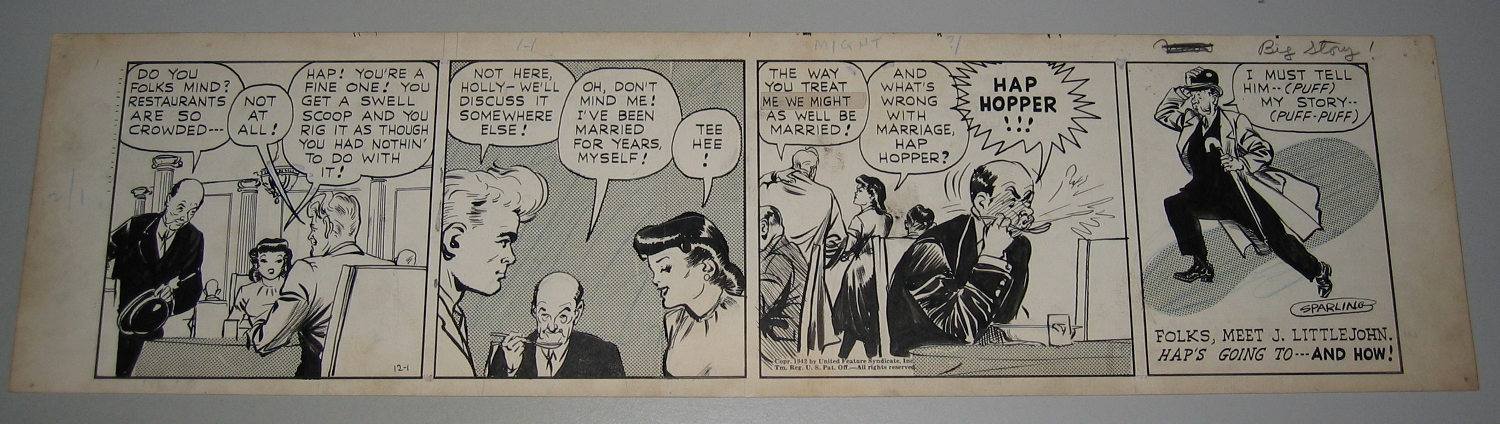 1-1
MIGHT
Big Story!
DO YOU
FOLKS MIND?
RESTAURANTS
ARE SO
CROWDED---
NOT
AT
ALL!
HAP! YOU'RE A
FINE ONE! YOU
GET A SWELL
SCOOP AND YOU
RIG IT AS THOUGH
YOU HAD NOTHIN'
TO DO WITH
IT!
12-1
NOT HERE,
HOLLY-WE'LL
DISCUSS IT
SOMEWHERE
ELSE!
OH, DON'T
MIND ME!
I'VE BEEN
MARRIED
FOR YEARS,
MYSELF!
TEE
HEE
!
THE WAY
YOU TREAT
ME WE MIGHT
AS WELL BE
MARRIED!
AND
WHAT'S
WRONG
WITH
MARRIAGE,
HAP
HOPPER?
HAP
HOPPER
!!!
Copr. 1942 by United Feature Syndicate, Inc.
Tm. Reg. U. S. Pat. Off.—All rights reserved
I MUST TELL
HIM--(PUFF)
MY STORY--
(PUFF-PUFF)
SPARLING
FOLKS, MEET J. LITTLEJOHN.
HAP'S GOING TO---AND HOW!